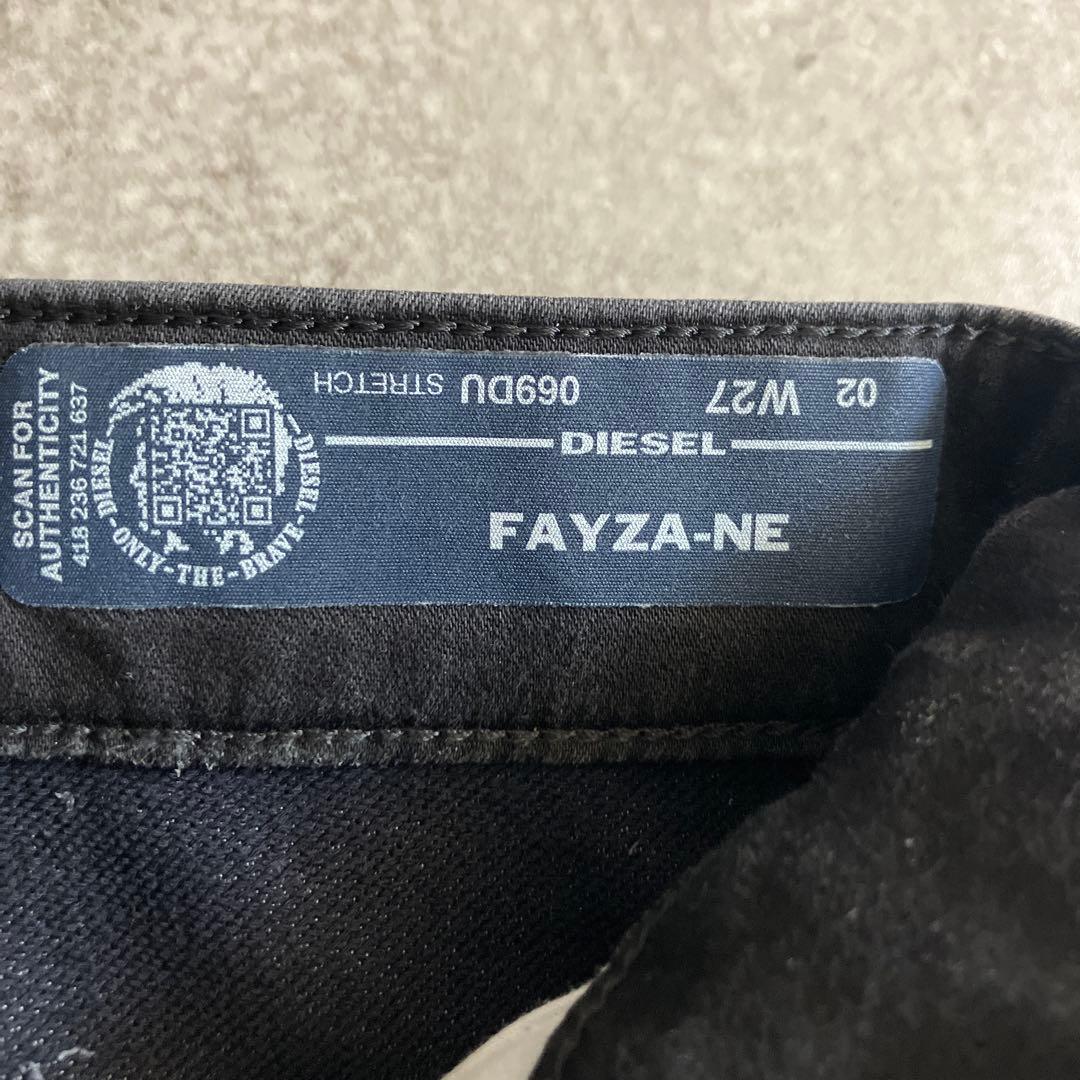 SCAN FOR
AUTHENTICITY
418 236 721 637
DIESEL-ONLY-THE-BRAVE-DIESEL
02 W27 069DU STRETCH
DIESEL
FAYZA-NE